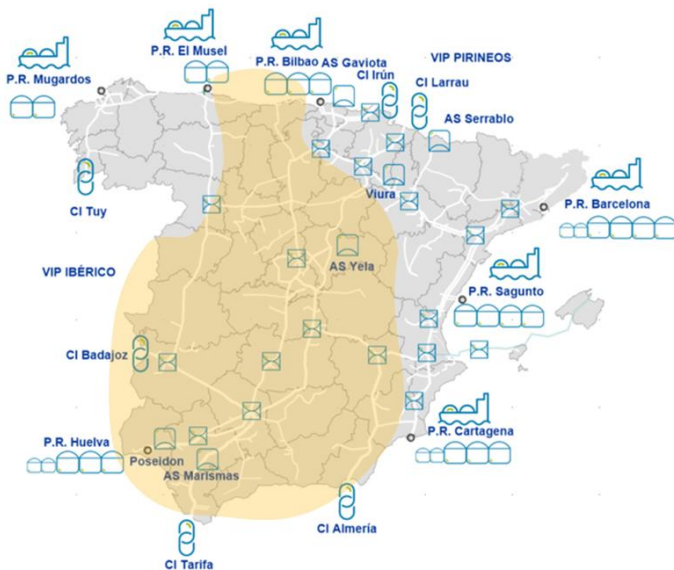 P.R. El Musel
P.R. Bilbao
AS Gaviota
VIP PIRINEOS
P.R. Mugardos
CI Irún
CI Larrau
AS Serrablo
Viura
CI Tuy
P.R. Barcelona
VIP IBÉRICO
AS Yela
P.R. Sagunto
CI Badajoz
P.R. Huelva
Poseidon
AS Marismas
P.R. Cartagena
CI Almería
CI Tarifa